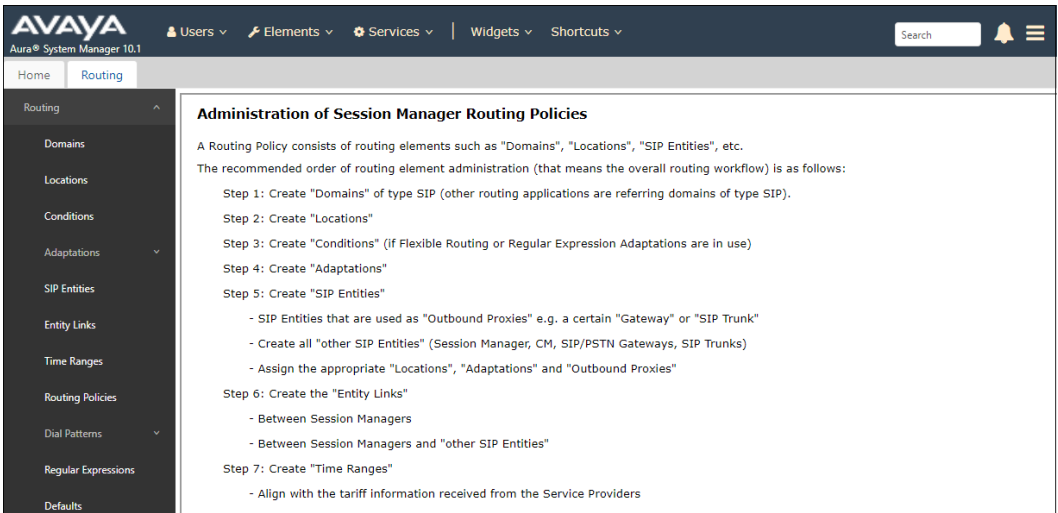 AVAYA
Aura® System Manager 10.1
Users Elements Services | Widgets Shortcuts
Search
Home Routing
Routing
Domains
Locations
Conditions
Adaptations
SIP Entities
Entity Links
Time Ranges
Routing Policies
Dial Patterns
Regular Expressions
Defaults
Administration of Session Manager Routing Policies
A Routing Policy consists of routing elements such as "Domains", "Locations", "SIP Entities", etc.
The recommended order of routing element administration (that means the overall routing workflow) is as follows:
Step 1: Create "Domains" of type SIP (other routing applications are referring domains of type SIP).
Step 2: Create "Locations"
Step 3: Create "Conditions" (if Flexible Routing or Regular Expression Adaptations are in use)
Step 4: Create "Adaptations"
Step 5: Create "SIP Entities"
- SIP Entities that are used as "Outbound Proxies" e.g. a certain "Gateway" or "SIP Trunk"
- Create all "other SIP Entities" (Session Manager, CM, SIP/PSTN Gateways, SIP Trunks)
- Assign the appropriate "Locations", "Adaptations" and "Outbound Proxies"
Step 6: Create the "Entity Links"
- Between Session Managers
- Between Session Managers and "other SIP Entities"
Step 7: Create "Time Ranges"
- Align with the tariff information received from the Service Providers